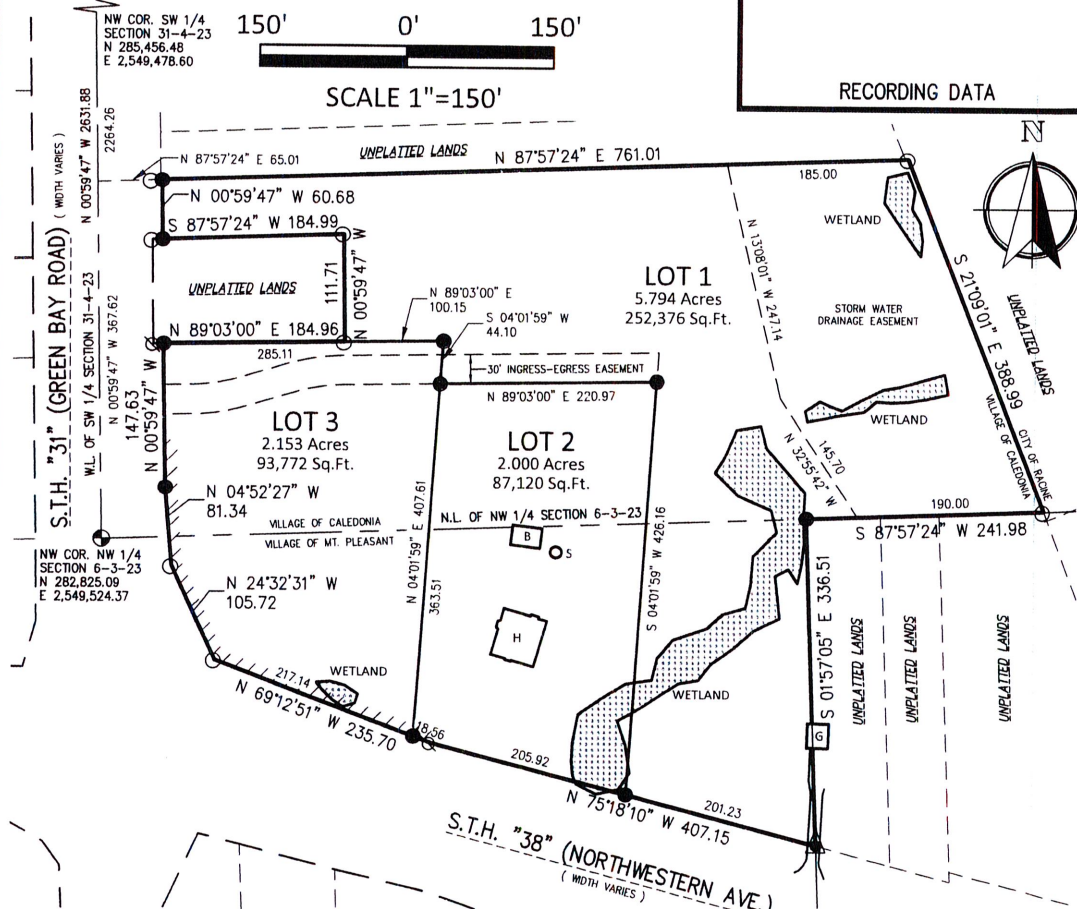 NW COR. SW 1/4
SECTION 31-4-23
N 285,456.48
E 2,549,478.60
150' 0' 150'
SCALE 1"=150'
RECORDING DATA
N
N 87°57'24" E 65.01
UNPLATTED LANDS
N 87°57'24" E 761.01
185.00
N 00°59'47" W 2631.88
2264.26
N 00°59'47" W 60.68
S 87°57'24" W 184.99
WETLAND
UNPLATTED LANDS
111.71
N 00°59'47" W
N 13°08'01" W 247.14
LOT 1
5.794 Acres
252,376 Sq.Ft.
STORM WATER
DRAINAGE EASEMENT
S 21°09'01" E 388.99
UNPLATTED LANDS
VILLAGE OF CALEDONIA
CITY OF RACINE
N 89°03'00" E
100.15
S 04°01'59" W
44.10
N 89°03'00" E 184.96
285.11
30' INGRESS-EGRESS EASEMENT
N 89°03'00" E 220.97
S.T.H. "31" (GREEN BAY ROAD) ( WIDTH VARIES )
W.L. OF SW 1/4 SECTION 31-4-23
N 00°59'47" W 367.62
147.63
N 00°59'47" W
LOT 3
2.153 Acres
93,772 Sq.Ft.
LOT 2
2.000 Acres
87,120 Sq.Ft.
WETLAND
145.70
N 32°55'42" W
N 04°52'27" W
81.34
VILLAGE OF CALEDONIA
VILLAGE OF MT. PLEASANT
N.L. OF NW 1/4 SECTION 6-3-23
190.00
S 87°57'24" W 241.98
NW COR. NW 1/4
SECTION 6-3-23
N 282,825.09
E 2,549,524.37
N 24°32'31" W
105.72
N 04°01'59" E 407.61
363.51
B
S
H
S 04°01'59" W 426.16
S 01°57'05" E 336.51
UNPLATTED LANDS
UNPLATTED LANDS
UNPLATTED LANDS
WETLAND
WETLAND
G
217.14
N 69°12'51" W 235.70
18.56
205.92
N 75°18'10" W 407.15
201.23
S.T.H. "38" (NORTHWESTERN AVE.)
( WIDTH VARIES )